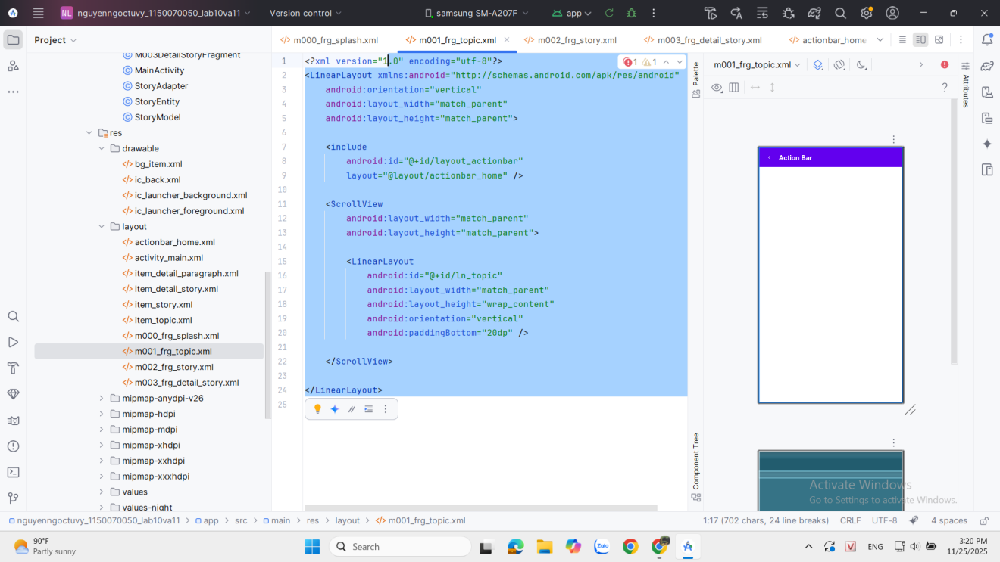 NL nguyenngoctuvy_1150070050_lab10va11 Version control samsung SM-A207F app
Project
m000_frg_splash.xml m001_frg_topic.xml m002_frg_story.xml m003_frg_detail_story.xml actionbar_home
M003DetailStoryFragment
MainActivity
StoryAdapter
StoryEntity
StoryModel
res
drawable
bg_item.xml
ic_back.xml
ic_launcher_background.xml
ic_launcher_foreground.xml
layout
actionbar_home.xml
activity_main.xml
item_detail_paragraph.xml
item_detail_story.xml
item_story.xml
item_topic.xml
m000_frg_splash.xml
m001_frg_topic.xml
m002_frg_story.xml
m003_frg_detail_story.xml
mipmap-anydpi-v26
mipmap-hdpi
mipmap-mdpi
mipmap-xhdpi
mipmap-xxhdpi
mipmap-xxxhdpi
values
values-night
1 <?xml version="1.0" encoding="utf-8"?>
2 <LinearLayout xmlns:android="http://schemas.android.com/apk/res/android"
3 android:orientation="vertical"
4 android:layout_width="match_parent"
5 android:layout_height="match_parent">
6
7 <include
8 android:id="@+id/layout_actionbar"
9 layout="@layout/actionbar_home" />
10
11 <ScrollView
12 android:layout_width="match_parent"
13 android:layout_height="match_parent">
14
15 <LinearLayout
16 android:id="@+id/ln_topic"
17 android:layout_width="match_parent"
18 android:layout_height="wrap_content"
19 android:orientation="vertical"
20 android:paddingBottom="20dp" />
21
22 </ScrollView>
23
24 </LinearLayout>
25
1 1
Palette
Component Tree
m001_frg_topic.xml
?
Attributes
Action Bar
Activate Windows
Go to Settings to activate Windows.
nguyenngoctuvy_1150070050_lab10va11 > app > src > main > res > layout > m001_frg_topic.xml
1:17 (702 chars, 24 line breaks) CRLF UTF-8 4 spaces
90°F
Partly sunny
Search
Zalo
V
ENG
3:20 PM
11/25/2025